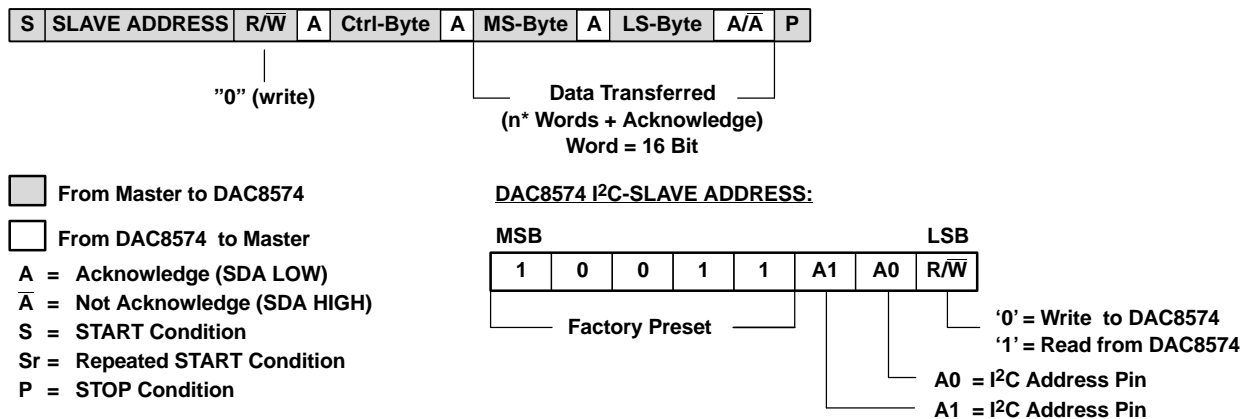 S SLAVE ADDRESS R/W̅ A Ctrl-Byte A MS-Byte A LS-Byte A/A̅ P
”0” (write)
Data Transferred
(n* Words + Acknowledge)
Word = 16 Bit
From Master to DAC8574
From DAC8574 to Master
A = Acknowledge (SDA LOW)
A̅ = Not Acknowledge (SDA HIGH)
S = START Condition
Sr = Repeated START Condition
P = STOP Condition
DAC8574 I²C-SLAVE ADDRESS:
MSB LSB
1 0 0 1 1 A1 A0 R/W̅
Factory Preset
‘0’ = Write to DAC8574
‘1’ = Read from DAC8574
A0 = I²C Address Pin
A1 = I²C Address Pin